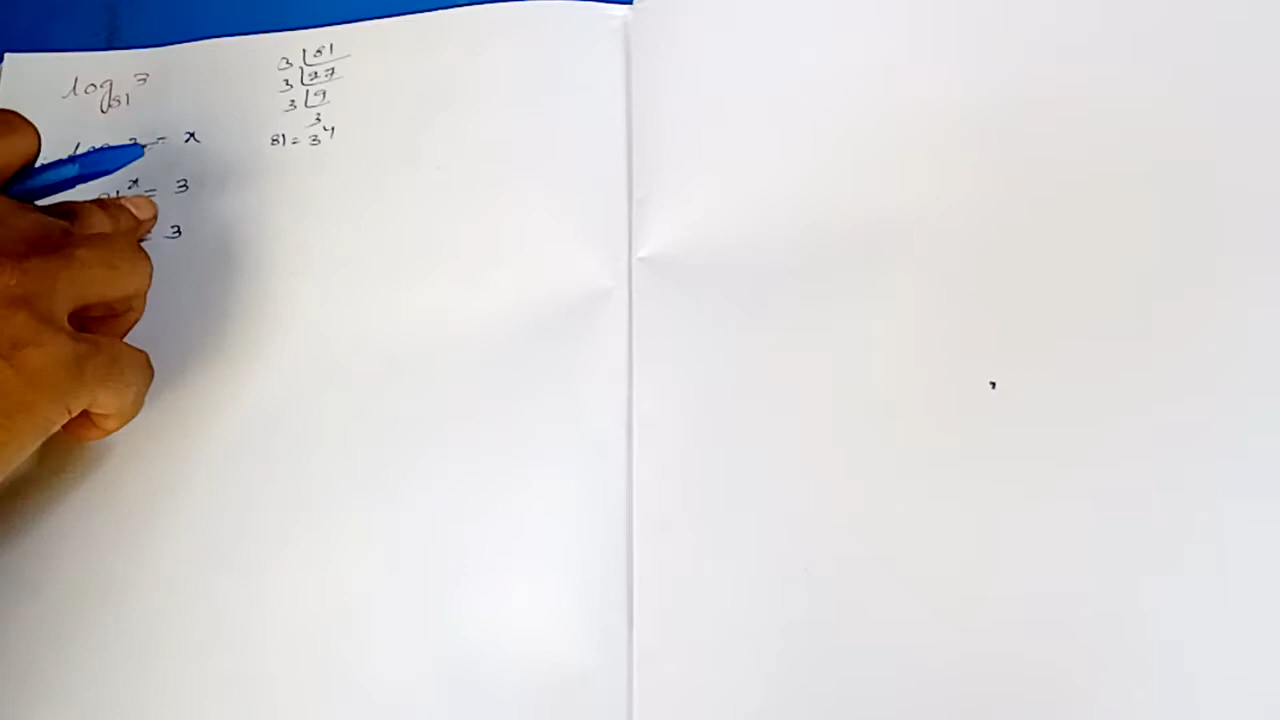 log₈₁ 3
= x
x = 3
= 3
3 | 81
3 | 27
3 | 9
3
81 = 3⁴